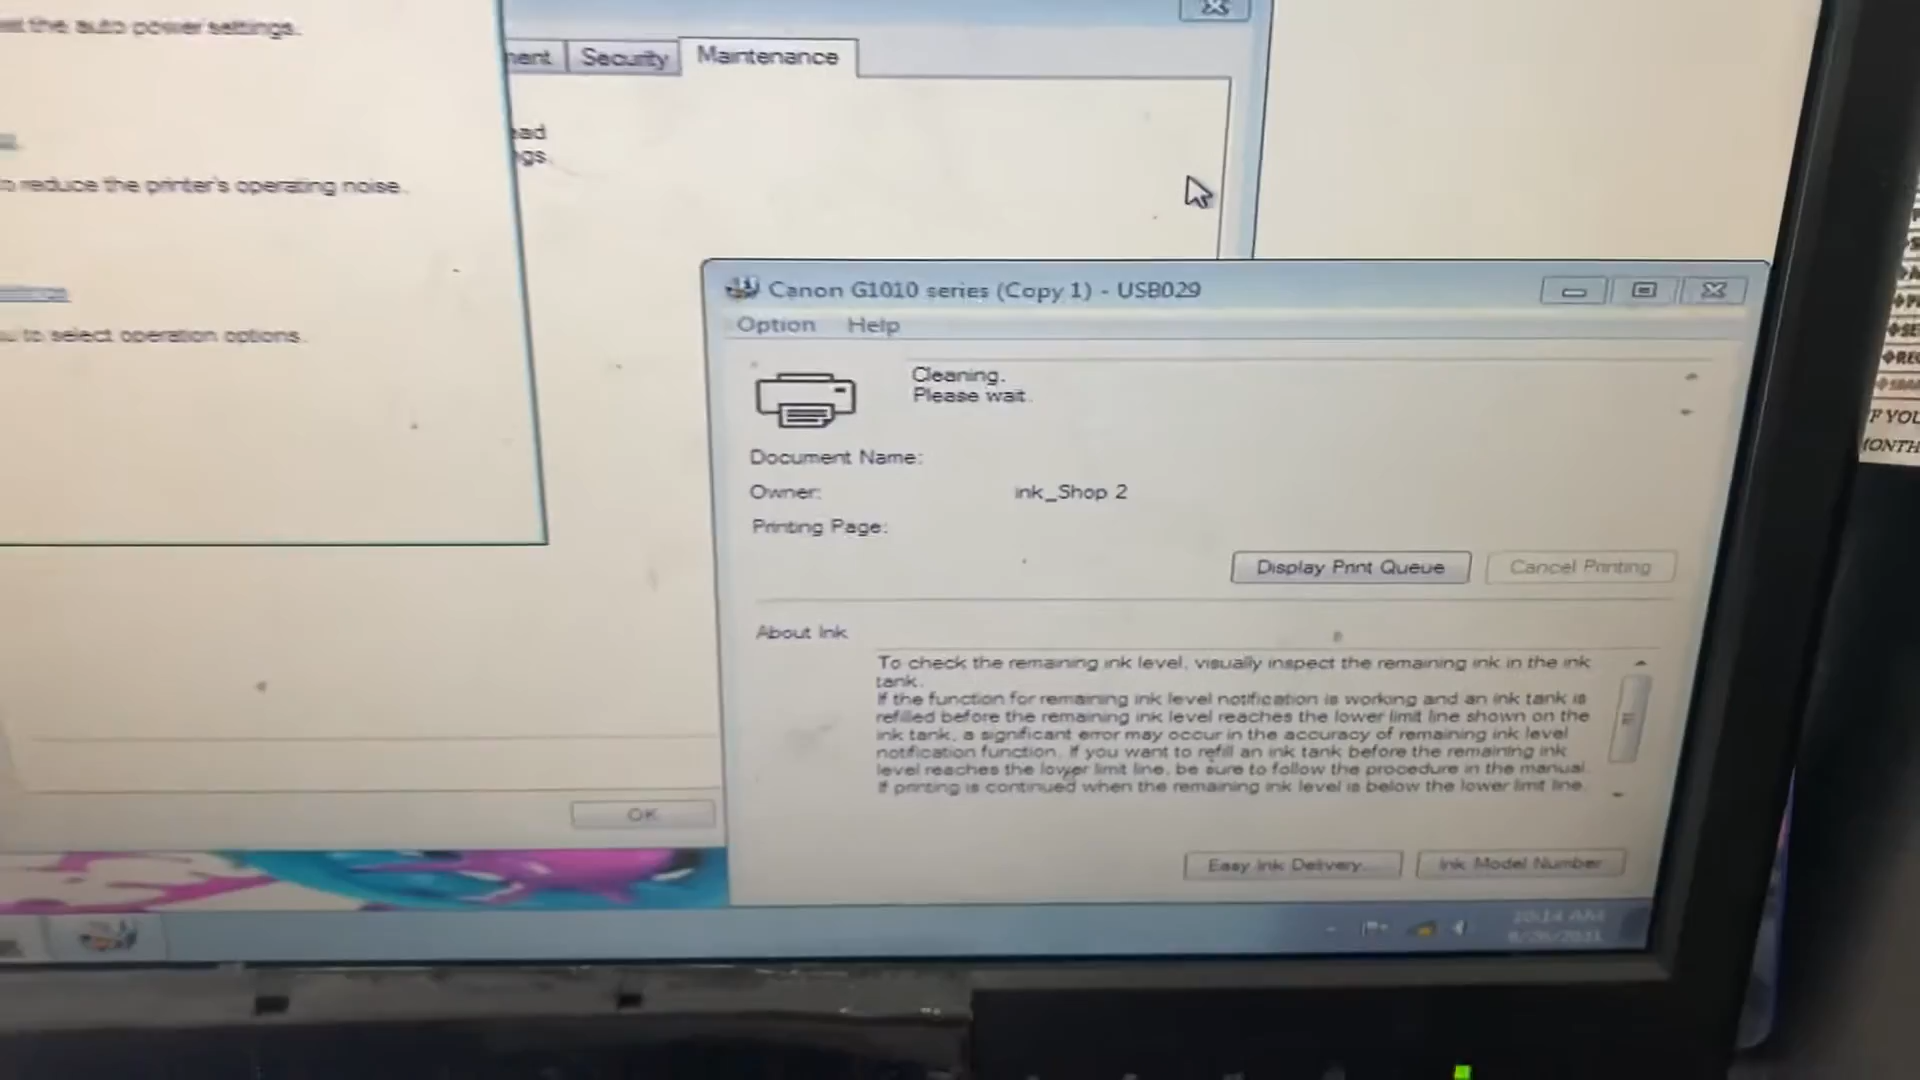 the auto power settings.
Security
Maintenance
ead
gs.
to reduce the printer's operating noise.
to select operation options.
Canon G1010 series (Copy 1) - USB029
Option Help
Cleaning.
Please wait.
Document Name:
Owner: ink_Shop 2
Printing Page:
Display Print Queue
Cancel Printing
About Ink
To check the remaining ink level, visually inspect the remaining ink in the ink
tank.
If the function for remaining ink level notification is working and an ink tank is
refilled before the remaining ink level reaches the lower limit line shown on the
ink tank, a significant error may occur in the accuracy of remaining ink level
notification function. If you want to refill an ink tank before the remaining ink
level reaches the lower limit line, be sure to follow the procedure in the manual.
If printing is continued when the remaining ink level is below the lower limit line,
OK
Easy Ink Delivery...
Ink Model Number
10:14 AM
F YOU